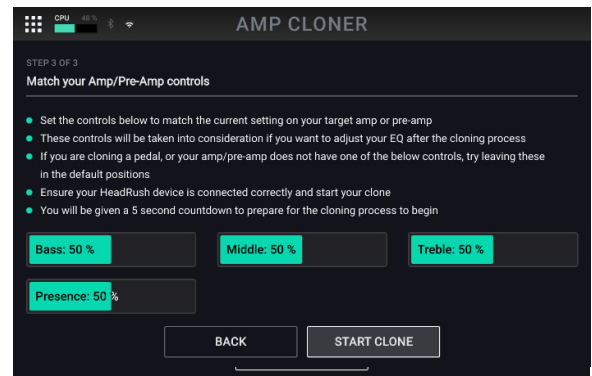 CPU 48 % AMP CLONER
STEP 3 OF 3
Match your Amp/Pre-Amp controls
Set the controls below to match the current setting on your target amp or pre-amp
These controls will be taken into consideration if you want to adjust your EQ after the cloning process
If you are cloning a pedal, or your amp/pre-amp does not have one of the below controls, try leaving these
in the default positions
Ensure your HeadRush device is connected correctly and start your clone
You will be given a 5 second countdown to prepare for the cloning process to begin
Bass: 50 % Middle: 50 % Treble: 50 %
Presence: 50 %
BACK START CLONE